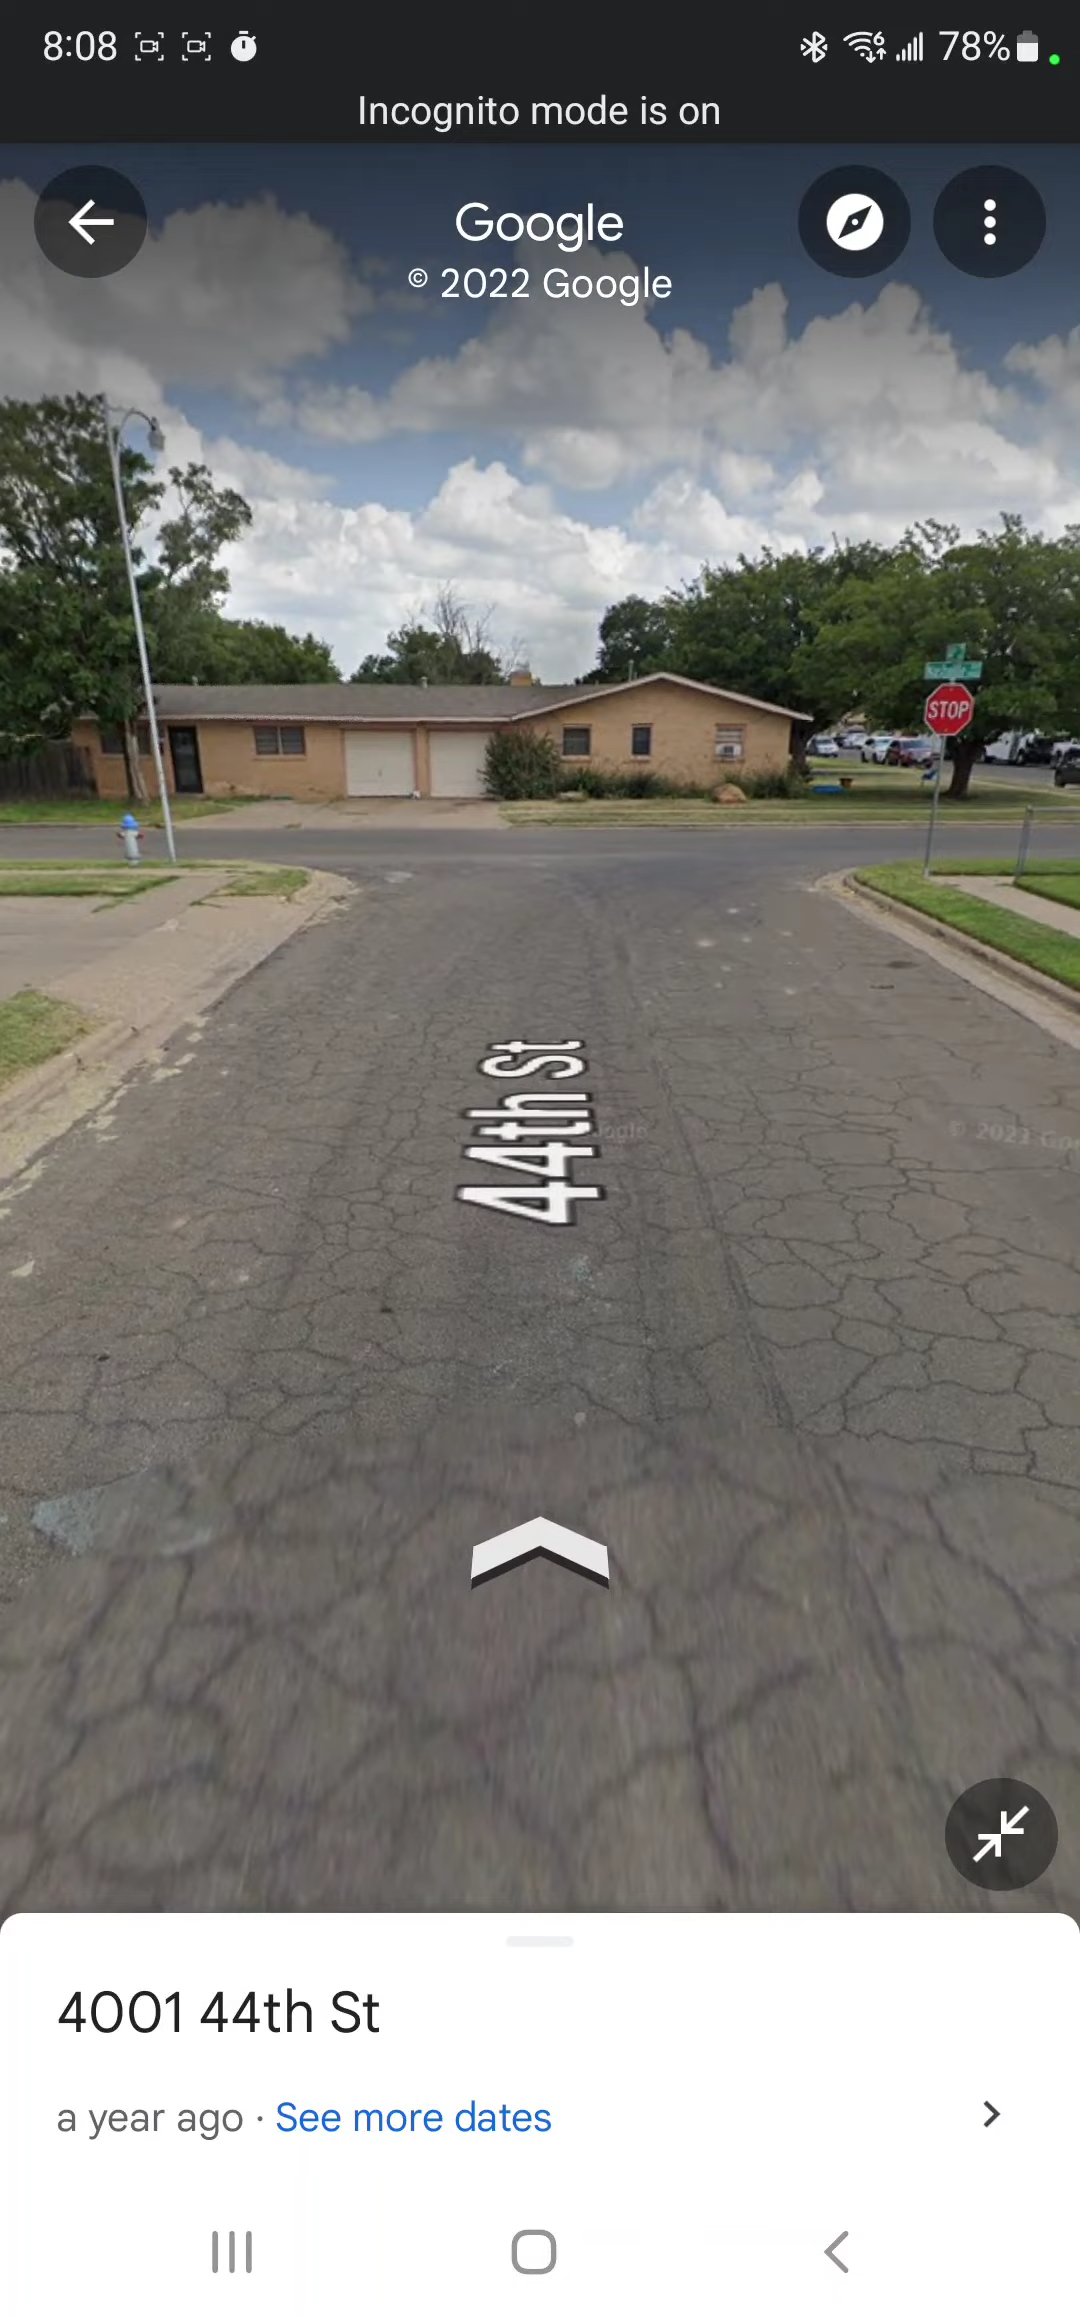 8:08
78%
Incognito mode is on
Google
© 2022 Google
STOP
44th St
© 2022
4001 44th St
a year ago · See more dates